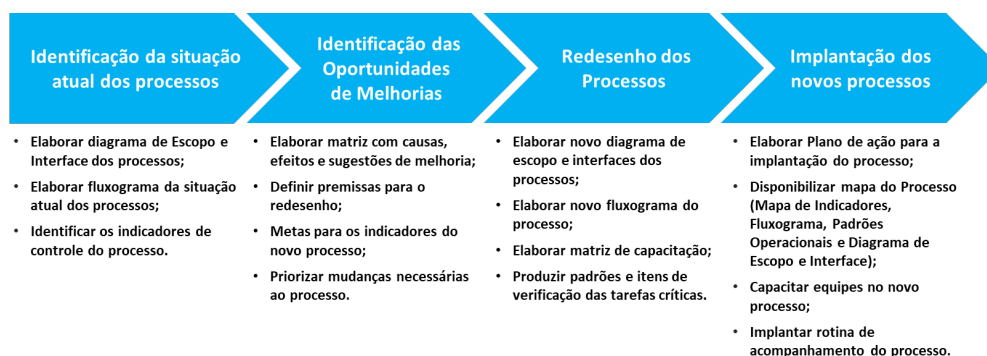 Identificação da situação
atual dos processos
Identificação das
Oportunidades
de Melhorias
Redesenho dos
Processos
Implantação dos
novos processos
• Elaborar diagrama de Escopo e
Interface dos processos;
• Elaborar fluxograma da situação
atual dos processos;
• Identificar os indicadores de
controle do processo.
• Elaborar matriz com causas,
efeitos e sugestões de melhoria;
• Definir premissas para o
redesenho;
• Metas para os indicadores do
novo processo;
• Priorizar mudanças necessárias
ao processo.
• Elaborar novo diagrama de
escopo e interfaces dos
processos;
• Elaborar novo fluxograma do
processo;
• Elaborar matriz de capacitação;
• Produzir padrões e itens de
verificação das tarefas críticas.
• Elaborar Plano de ação para a
implantação do processo;
• Disponibilizar mapa do Processo
(Mapa de Indicadores,
Fluxograma, Padrões
Operacionais e Diagrama de
Escopo e Interface);
• Capacitar equipes no novo
processo;
• Implantar rotina de
acompanhamento do processo.